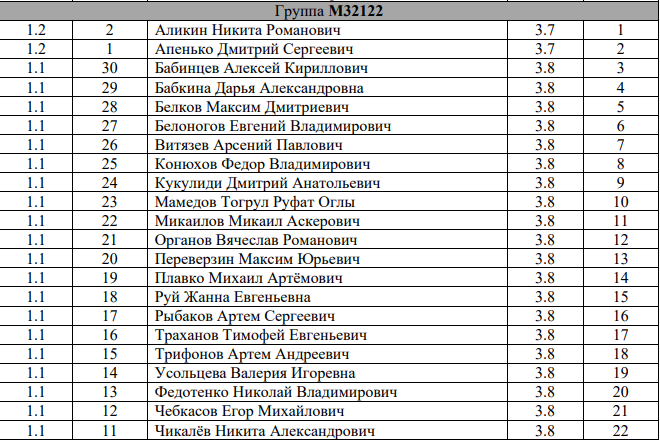 Группа M32122
1.2 2 Аликин Никита Романович 3.7 1
1.2 1 Апенько Дмитрий Сергеевич 3.7 2
1.1 30 Бабинцев Алексей Кириллович 3.8 3
1.1 29 Бабкина Дарья Александровна 3.8 4
1.1 28 Белков Максим Дмитриевич 3.8 5
1.1 27 Белоногов Евгений Владимирович 3.8 6
1.1 26 Витязев Арсений Павлович 3.8 7
1.1 25 Конюхов Федор Владимирович 3.8 8
1.1 24 Кукулиди Дмитрий Анатольевич 3.8 9
1.1 23 Мамедов Тогрул Руфат Оглы 3.8 10
1.1 22 Микаилов Микаил Аскерович 3.8 11
1.1 21 Органов Вячеслав Романович 3.8 12
1.1 20 Переверзин Максим Юрьевич 3.8 13
1.1 19 Плавко Михаил Артёмович 3.8 14
1.1 18 Руй Жанна Евгеньевна 3.8 15
1.1 17 Рыбаков Артем Сергеевич 3.8 16
1.1 16 Траханов Тимофей Евгеньевич 3.8 17
1.1 15 Трифонов Артем Андреевич 3.8 18
1.1 14 Усольцева Валерия Игоревна 3.8 19
1.1 13 Федотенко Николай Владимирович 3.8 20
1.1 12 Чебкасов Егор Михайлович 3.8 21
1.1 11 Чикалёв Никита Александрович 3.8 22